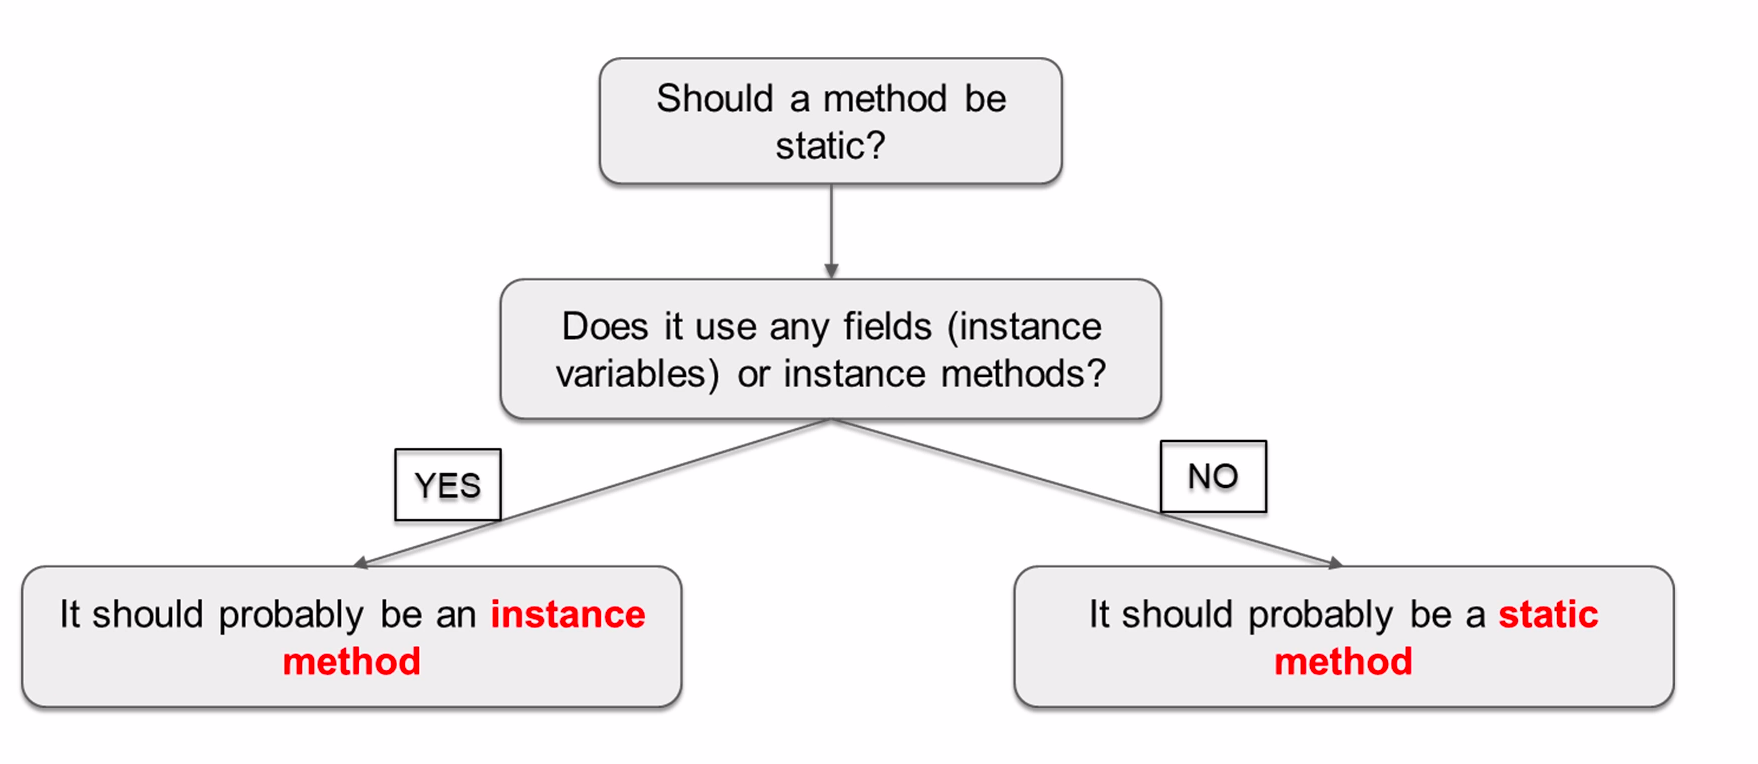 Should a method be
static?
Does it use any fields (instance
variables) or instance methods?
YES
NO
It should probably be an instance
method
It should probably be a static
method